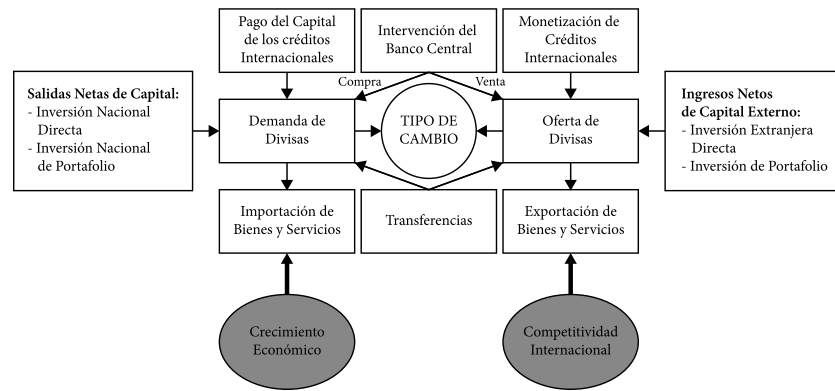 Pago del Capital
de los créditos
Internacionales
Intervención del
Banco Central
Monetización de
Créditos
Internacionales
Compra
Venta
Salidas Netas de Capital:
- Inversión Nacional
Directa
- Inversión Nacional
de Portafolio
Demanda de
Divisas
TIPO DE
CAMBIO
Oferta de
Divisas
Ingresos Netos
de Capital Externo:
- Inversión Extranjera
Directa
- Inversión de Portafolio
Importación de
Bienes y Servicios
Transferencias
Exportación de
Bienes y Servicios
Crecimiento
Económico
Competitividad
Internacional